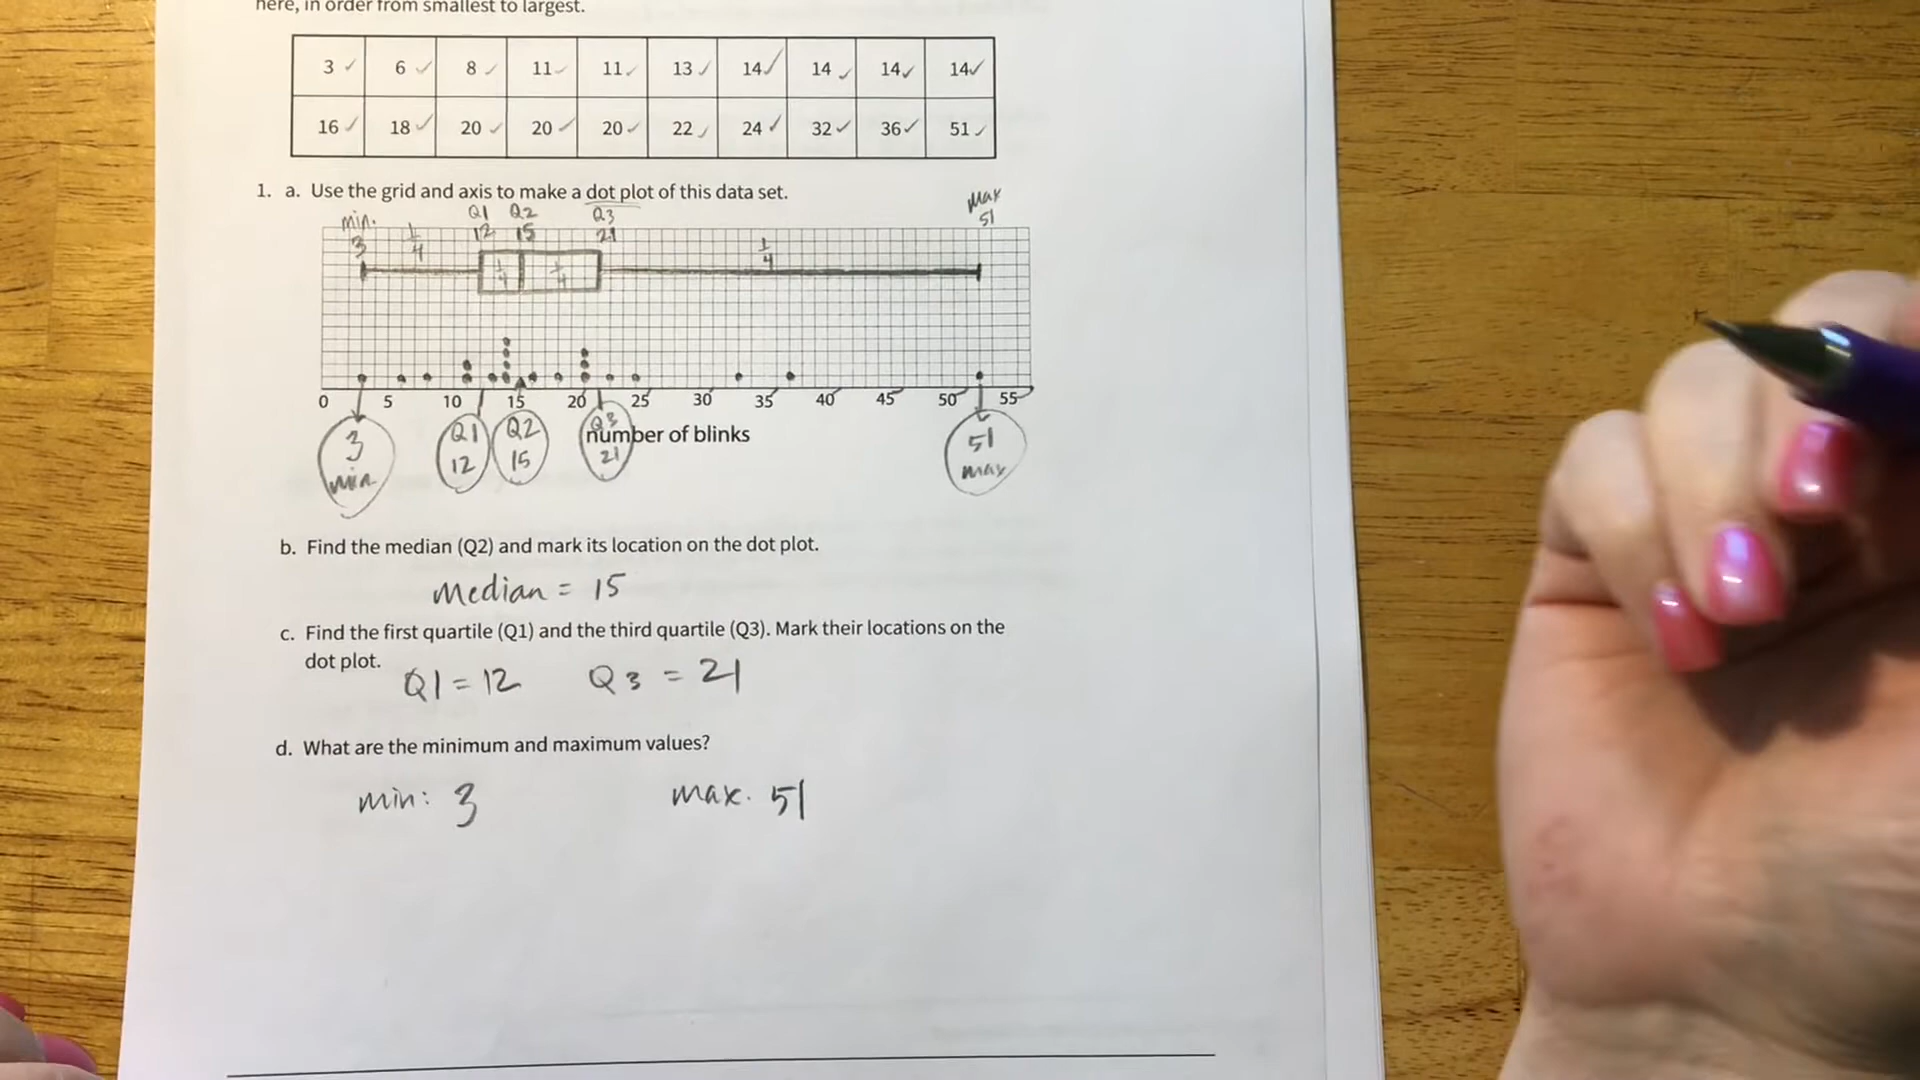 here, in order from smallest to largest.
3 ✓ 6 ✓ 8 ✓ 11 ✓ 11 ✓ 13 ✓ 14 ✓ 14 ✓ 14 ✓ 14 ✓
16 ✓ 18 ✓ 20 ✓ 20 ✓ 20 ✓ 22 ✓ 24 ✓ 32 ✓ 36 ✓ 51 ✓
1. a. Use the grid and axis to make a dot plot of this data set.
min. Q1 Q2 Q3 max
3 1/4 12 15 21 1/4 51
1/4 1/4
0 5 10 15 20 25 30 35 40 45 50 55
number of blinks
3 Q1 Q2 Q3 51
min. 12 15 21 max
b. Find the median (Q2) and mark its location on the dot plot.
Median = 15
c. Find the first quartile (Q1) and the third quartile (Q3). Mark their locations on the
dot plot.
Q1 = 12 Q3 = 21
d. What are the minimum and maximum values?
min: 3 max. 51